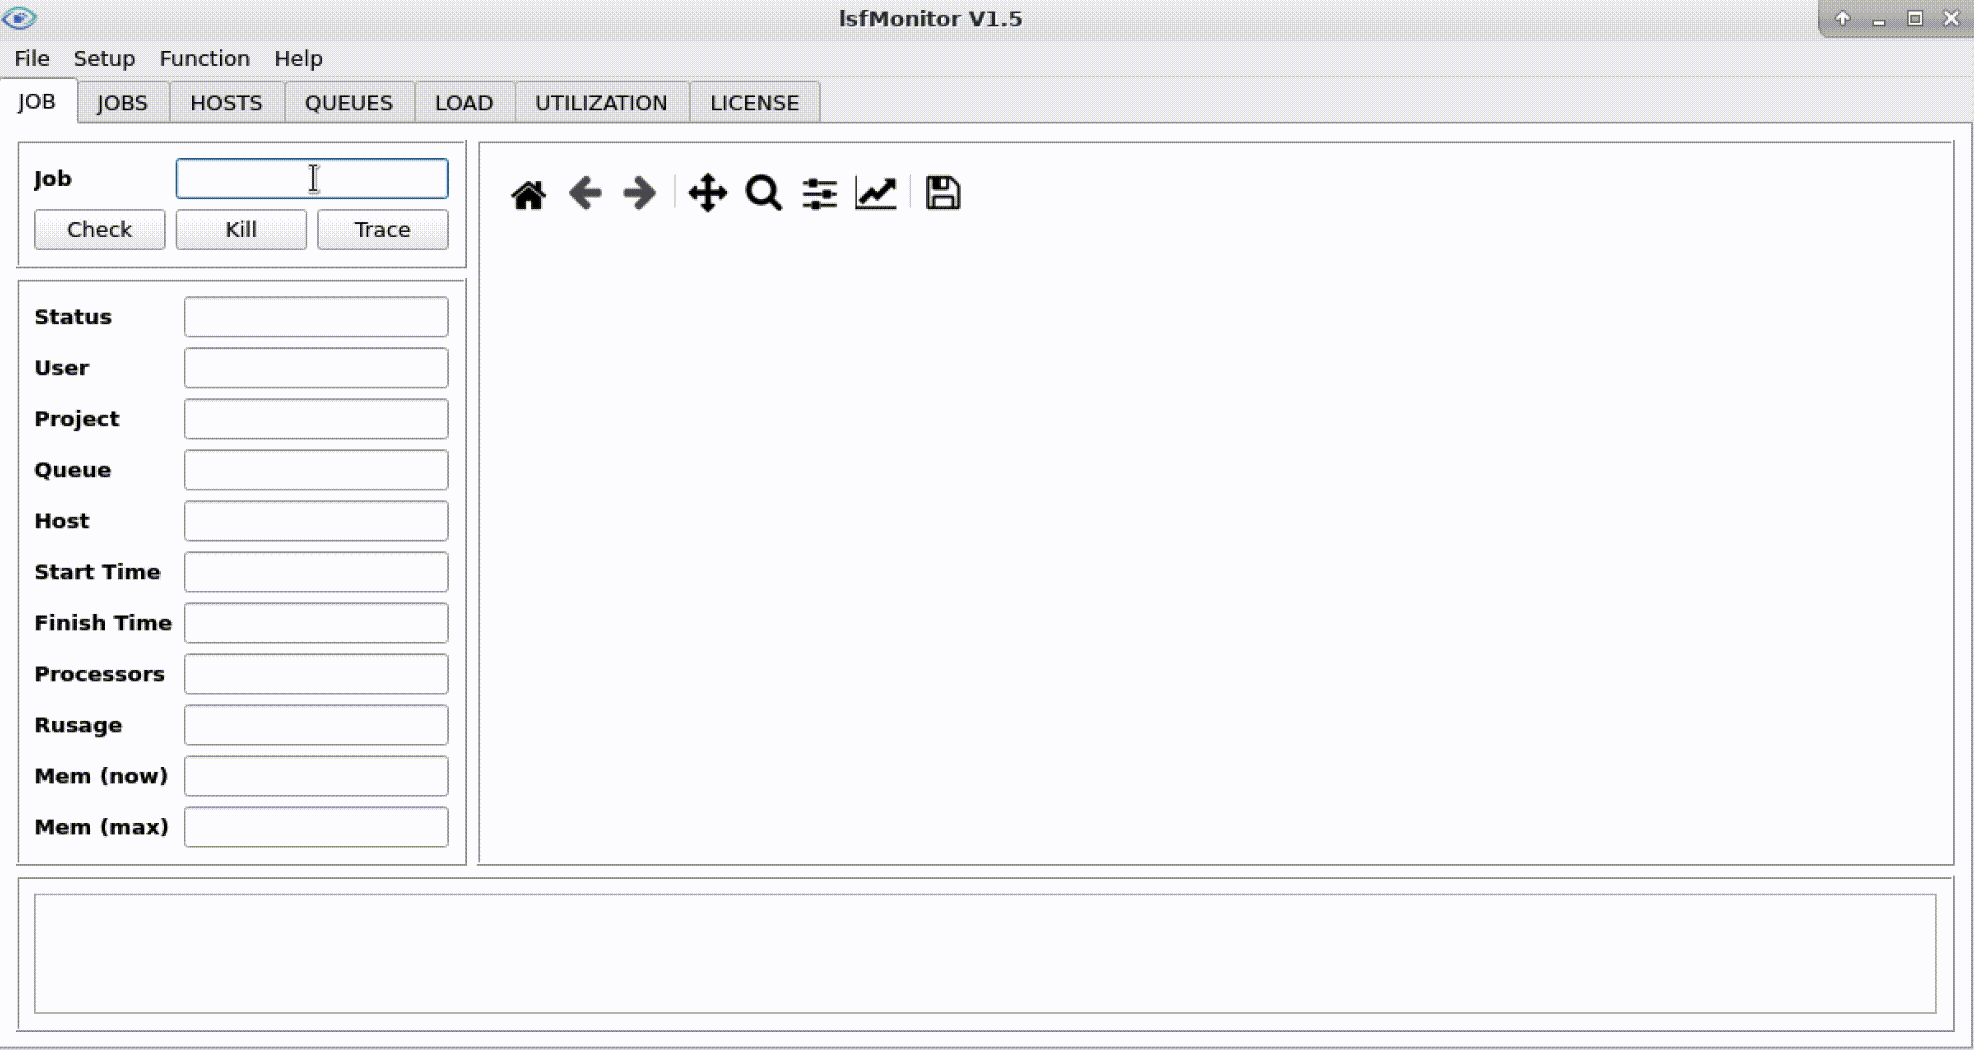 lsfMonitor V1.5
File Setup Function Help
JOB JOBS HOSTS QUEUES LOAD UTILIZATION LICENSE
Job
Check Kill Trace
Status
User
Project
Queue
Host
Start Time
Finish Time
Processors
Rusage
Mem (now)
Mem (max)